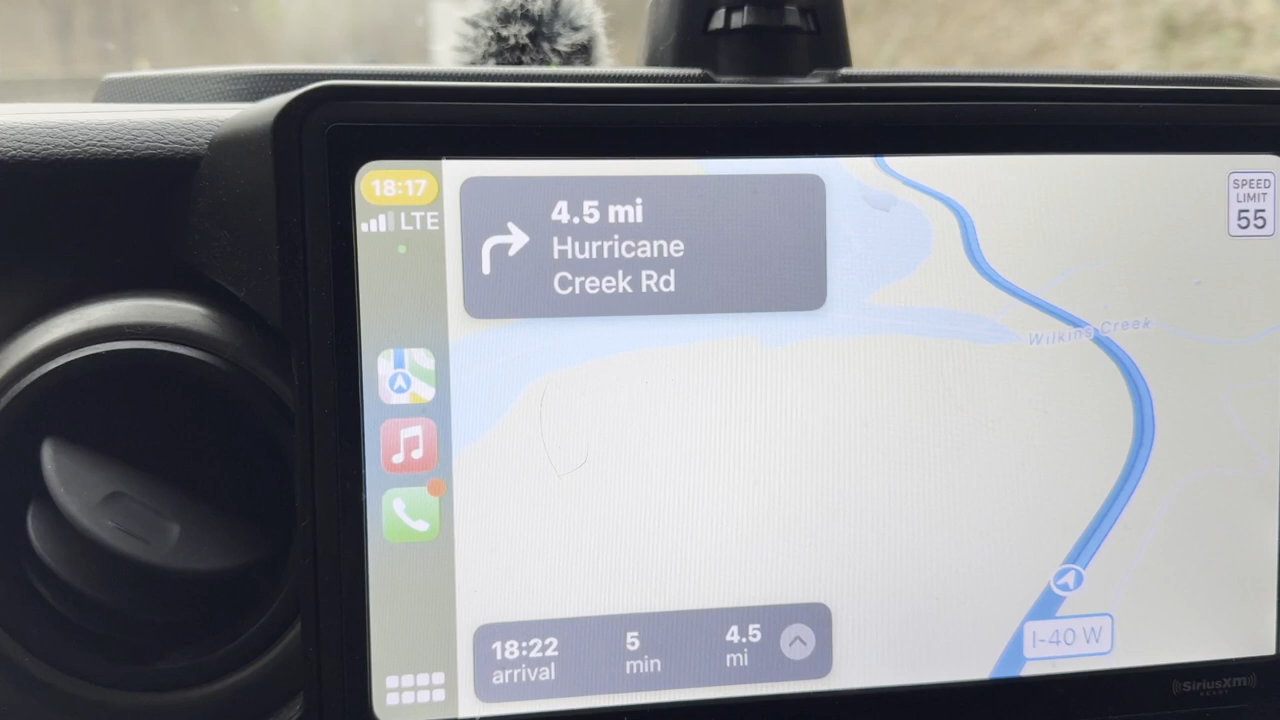 18:17
LTE
4.5 mi
Hurricane
Creek Rd
SPEED
LIMIT
55
Wilkins Creek
I-40 W
18:22
arrival
5
min
4.5
mi
SiriusXM
READY